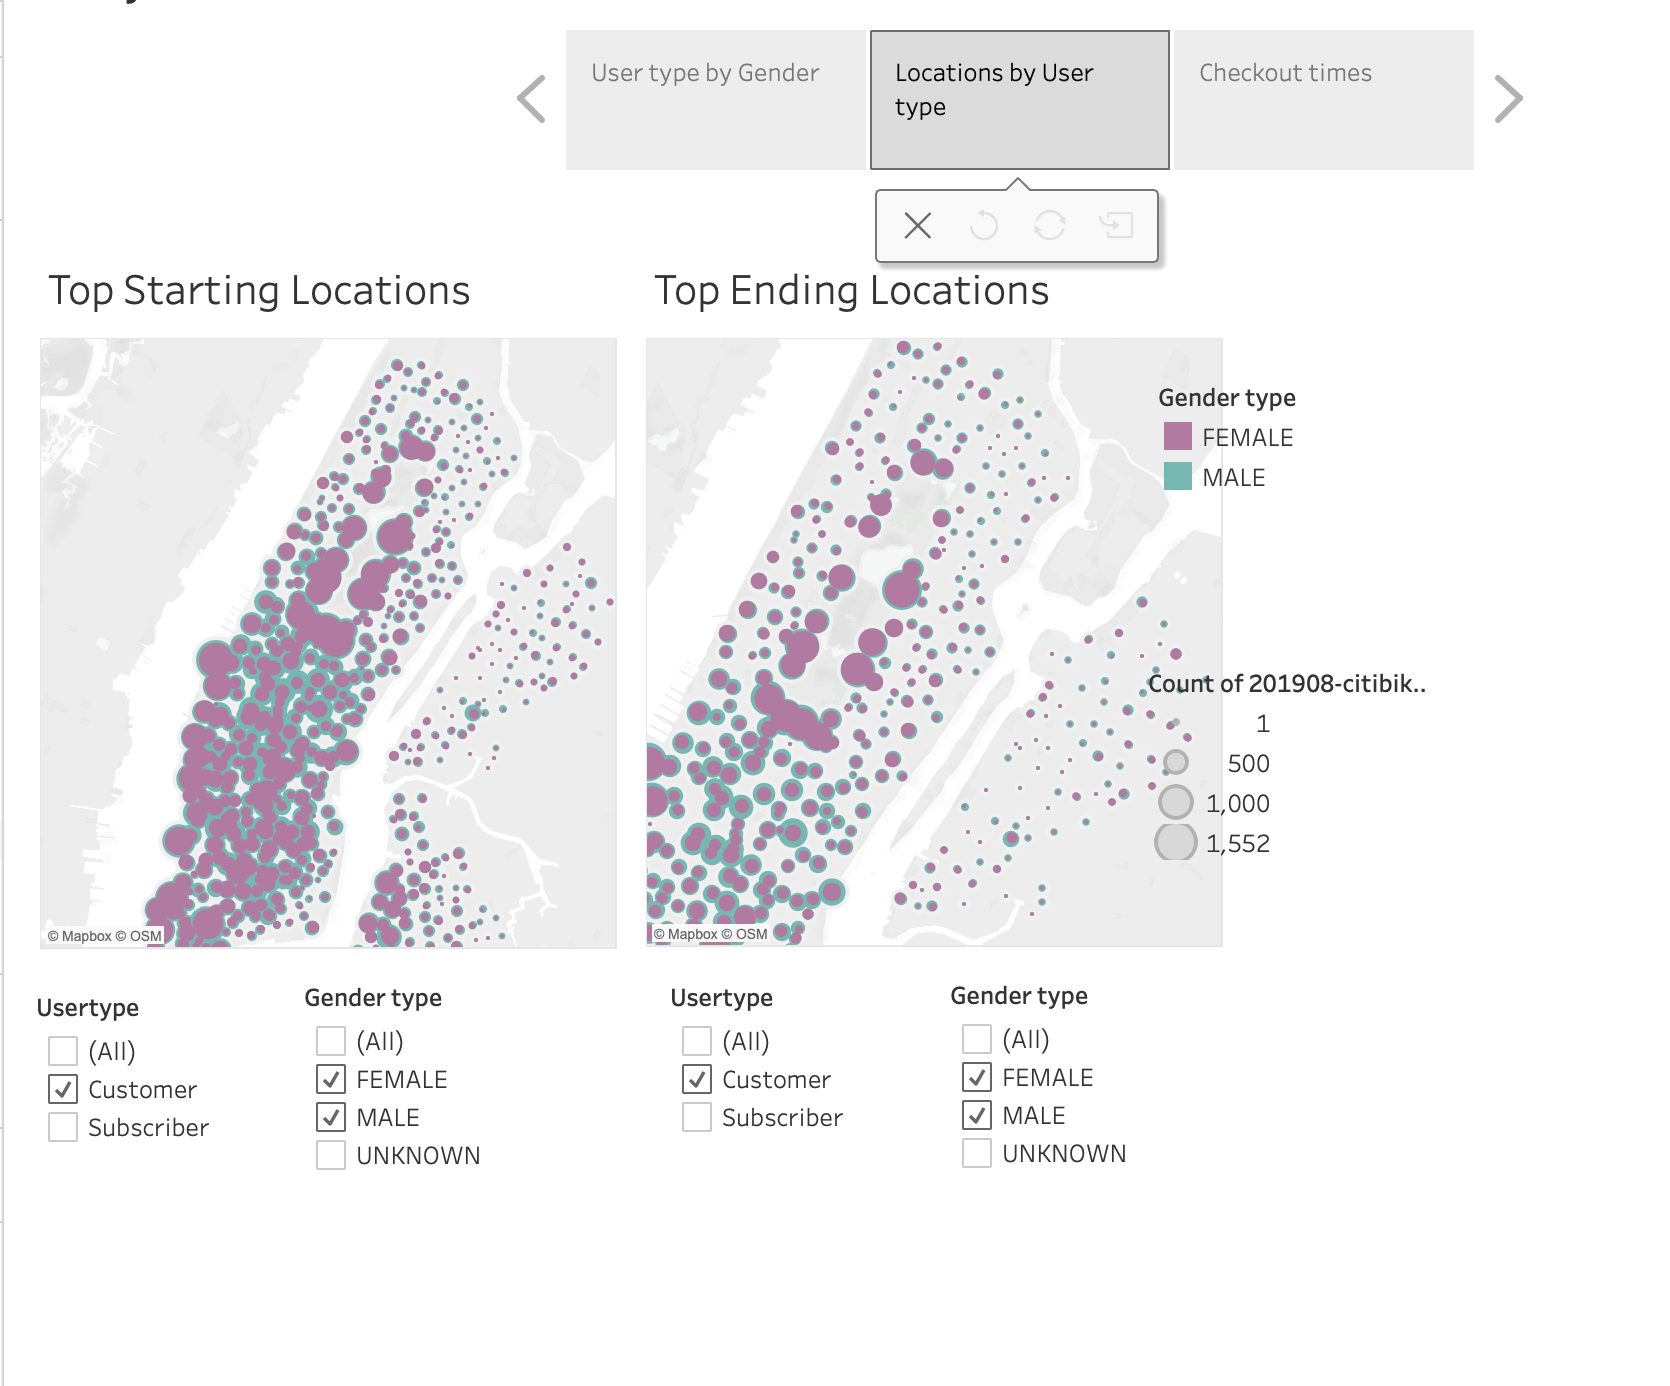 User type by Gender
Locations by User
type
Checkout times
Top Starting Locations
Top Ending Locations
Gender type
FEMALE
MALE
Count of 201908-citibik..
1
500
1,000
1,552
© Mapbox © OSM
© Mapbox © OSM
Usertype
(All)
Customer
Subscriber
Gender type
(All)
FEMALE
MALE
UNKNOWN
Usertype
(All)
Customer
Subscriber
Gender type
(All)
FEMALE
MALE
UNKNOWN